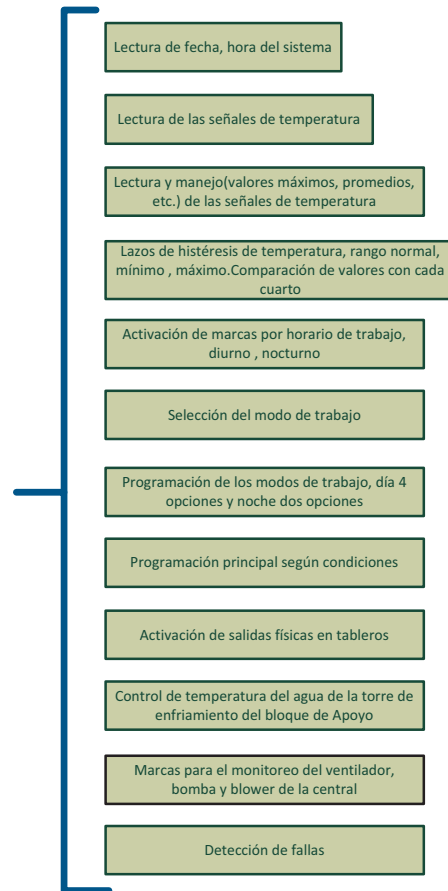 Lectura de fecha, hora del sistema
Lectura de las señales de temperatura
Lectura y manejo(valores máximos, promedios,
etc.) de las señales de temperatura
Lazos de histéresis de temperatura, rango normal,
mínimo , máximo.Comparación de valores con cada
cuarto
Activación de marcas por horario de trabajo,
diurno , nocturno
Selección del modo de trabajo
Programación de los modos de trabajo, día 4
opciones y noche dos opciones
Programación principal según condiciones
Activación de salidas físicas en tableros
Control de temperatura del agua de la torre de
enfriamiento del bloque de Apoyo
Marcas para el monitoreo del ventilador,
bomba y blower de la central
Detección de fallas